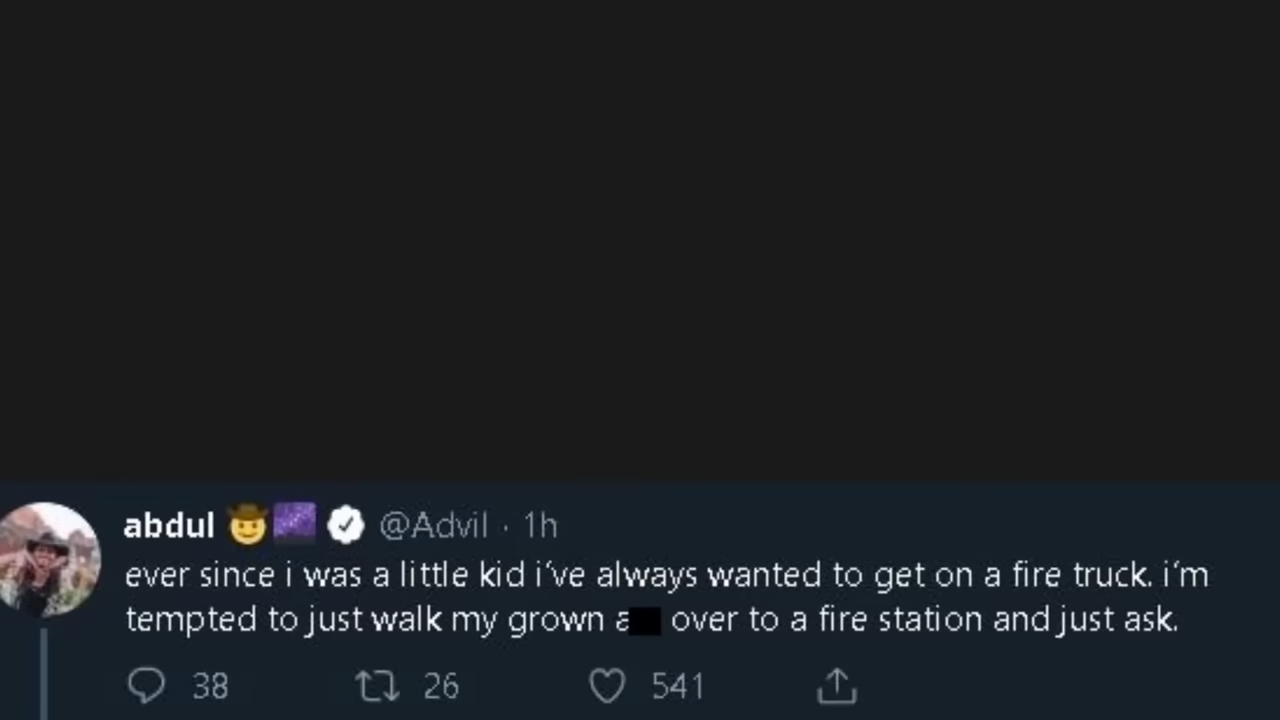 abdul 🤠🌌 @Advil · 1h
ever since i was a little kid i've always wanted to get on a fire truck. i'm
tempted to just walk my grown a over to a fire station and just ask.
38 26 541